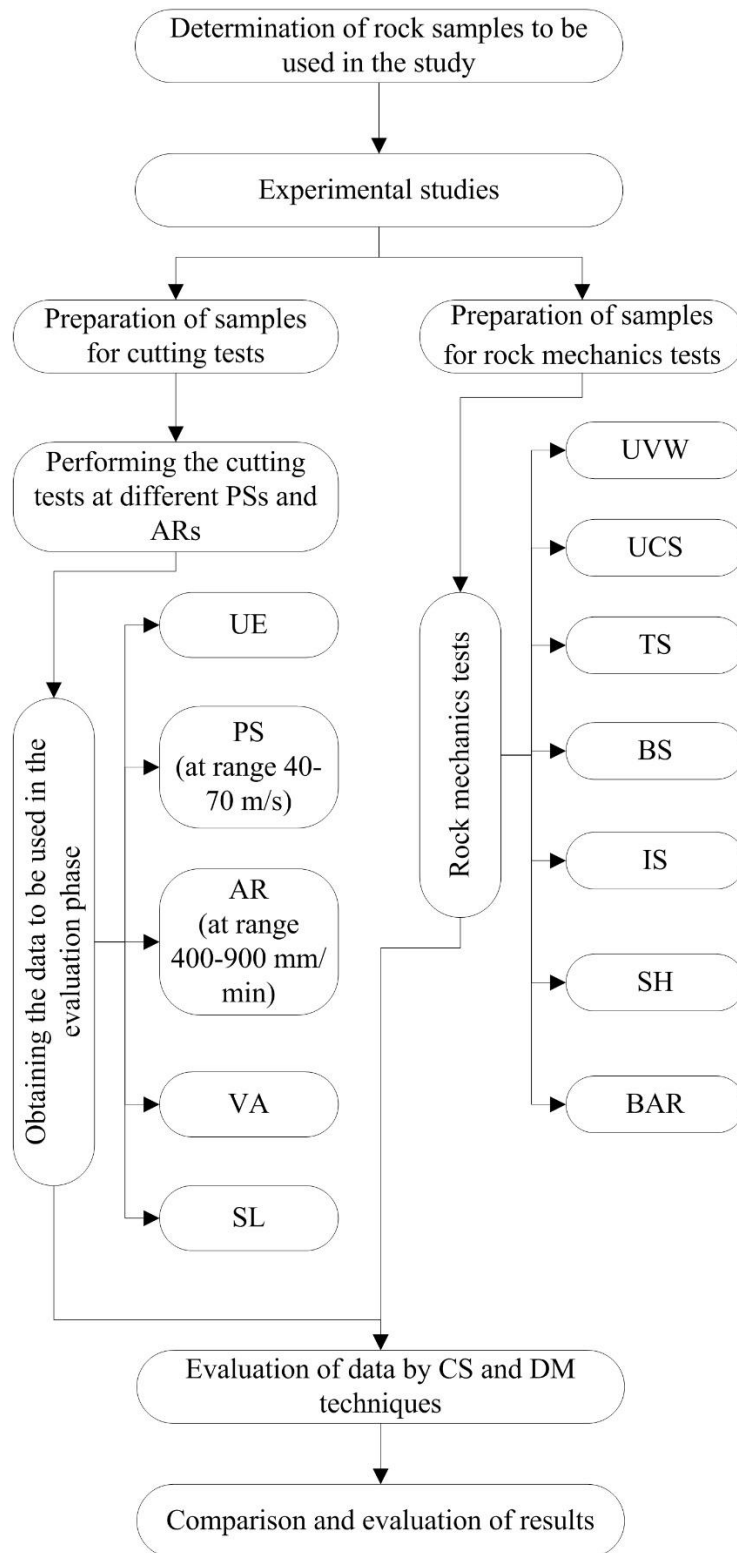 Determination of rock samples to be
used in the study
Experimental studies
Preparation of samples
for cutting tests
Preparation of samples
for rock mechanics tests
Performing the cutting
tests at different PSs and
ARs
Obtaining the data to be used in the
evaluation phase
UE
PS
(at range 40-
70 m/s)
AR
(at range
400-900 mm/
min)
VA
SL
Rock mechanics tests
UVW
UCS
TS
BS
IS
SH
BAR
Evaluation of data by CS and DM
techniques
Comparison and evaluation of results